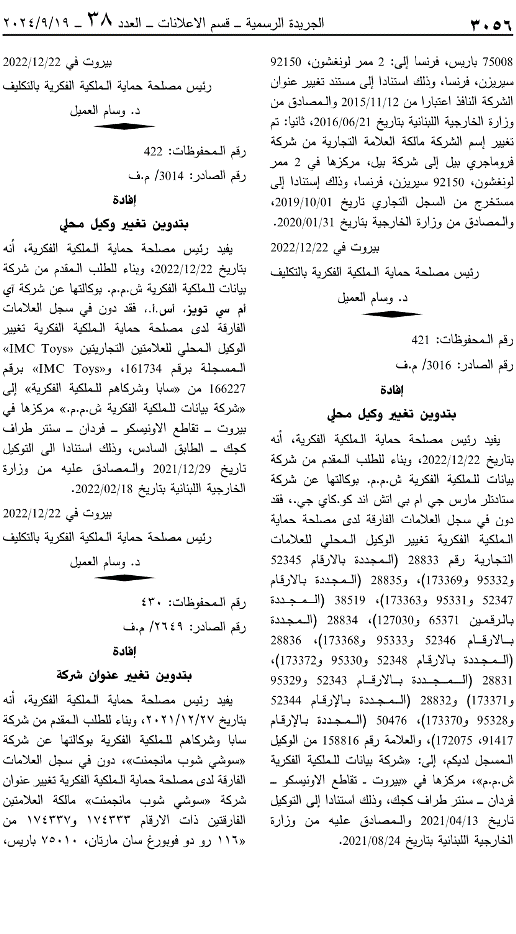 ٣٠٥٦
الجريدة الرسمية ــ قسم الاعلانات ــ العدد ٣٨ ــ ٢٠٢٤/٩/١٩
75008 باريس، فرنسا إلى: 2 ممر لونغشون، 92150
سيريزن، فرنسا، وذلك استنادا إلى مستند تغيير عنوان
الشركة النافذ اعتبارا من 2015/11/12 والمصادق من
وزارة الخارجية اللبنانية بتاريخ 2016/06/21، ثانيا: تم
تغيير إسم الشركة مالكة العلامة التجارية من شركة
فروماجري بيل إلى شركة بيل، مركزها في 2 ممر
لونغشون، 92150 سيريزن، فرنسا، وذلك إستنادا إلى
مستخرج من السجل التجاري تاريخ 2019/10/01،
والمصادق من وزارة الخارجية بتاريخ 2020/01/31.
بيروت في 2022/12/22
رئيس مصلحة حماية الملكية الفكرية بالتكليف
د. وسام العميل
رقم المحفوظات: 421
رقم الصادر: 3016/ م.ف
إفادة
بتدوين تغيير وكيل محلي
يفيد رئيس مصلحة حماية الملكية الفكرية، أنه
بتاريخ 2022/12/22، وبناء للطلب المقدم من شركة
بيانات للملكية الفكرية ش.م.م. بوكالتها عن شركة
ستادتلر مارس جي ام بي اتش اند كو.كاي جي.، فقد
دون في سجل العلامات الفارقة لدى مصلحة حماية
الملكية الفكرية تغيير الوكيل المحلي للعلامات
التجارية رقم 28833 (المجددة بالارقام 52345
و95332 و173369)، و28835 (المجددة بالارقام
52347 و95331 و173363)، 38519 (المجددة
بالرقمين 65371 و127030)، 28834 (المجددة
بالارقام 52346 و95333 و173368)، 28836
(المجددة بالارقام 52348 و95330 و173372)،
28831 (المجددة بالارقام 52343 و95329
و173371) و28832 (المجددة بالإرقام 52344
و95328 و173370)، 50476 (المجددة بالإرقام
91417، 172075)، والعلامة رقم 158816 من الوكيل
المسجل لديكم، إلى: «شركة بيانات للملكية الفكرية
ش.م.م»، مركزها في «بيروت ـ تقاطع الاونيسكو ــ
فردان ــ سنتر طراف كجك، وذلك استنادا إلى التوكيل
تاريخ 2021/04/13 والمصادق عليه من وزارة
الخارجية اللبنانية بتاريخ 2021/08/24.
بيروت في 2022/12/22
رئيس مصلحة حماية الملكية الفكرية بالتكليف
د. وسام العميل
رقم المحفوظات: 422
رقم الصادر: 3014/ م.ف
إفادة
بتدوين تغيير وكيل محلي
يفيد رئيس مصلحة حماية الملكية الفكرية، أنه
بتاريخ 2022/12/22، وبناء للطلب المقدم من شركة
بيانات للملكية الفكرية ش.م.م. بوكالتها عن شركة آي
أم سي تويز، أس.أ.، فقد دون في سجل العلامات
الفارقة لدى مصلحة حماية الملكية الفكرية تغيير
الوكيل المحلي للعلامتين التجاريتين «IMC Toys»
المسجلة برقم 161734، و«IMC Toys» برقم
166227 من «سابا وشركاهم للملكية الفكرية» إلى
«شركة بيانات للملكية الفكرية ش.م.م.» مركزها في
بيروت ـ تقاطع الاونيسكو ــ فردان ــ سنتر طراف
كجك ــ الطابق السادس، وذلك استنادا الى التوكيل
تاريخ 2021/12/29 والمصادق عليه من وزارة
الخارجية اللبنانية بتاريخ 2022/02/18.
بيروت في 2022/12/22
رئيس مصلحة حماية الملكية الفكرية بالتكليف
د. وسام العميل
رقم المحفوظات: ٤٣٠
رقم الصادر: ٢٦٤٩/ م.ف
إفادة
بتدوين تغيير عنوان شركة
يفيد رئيس مصلحة حماية الملكية الفكرية، أنه
بتاريخ ٢٠٢١/١٢/٢٧، وبناء للطلب المقدم من شركة
سابا وشركاهم للملكية الفكرية بوكالتها عن شركة
«سوشي شوب مانجمنت»، دون في سجل العلامات
الفارقة لدى مصلحة حماية الملكية الفكرية تغيير عنوان
شركة «سوشي شوب مانجمنت» مالكة العلامتين
الفارقتين ذات الارقام ١٧٤٣٣٣ و١٧٤٣٣٧ من
«١١٦ رو دو فوبورغ سان مارتان، ٧٥٠١٠ باريس،